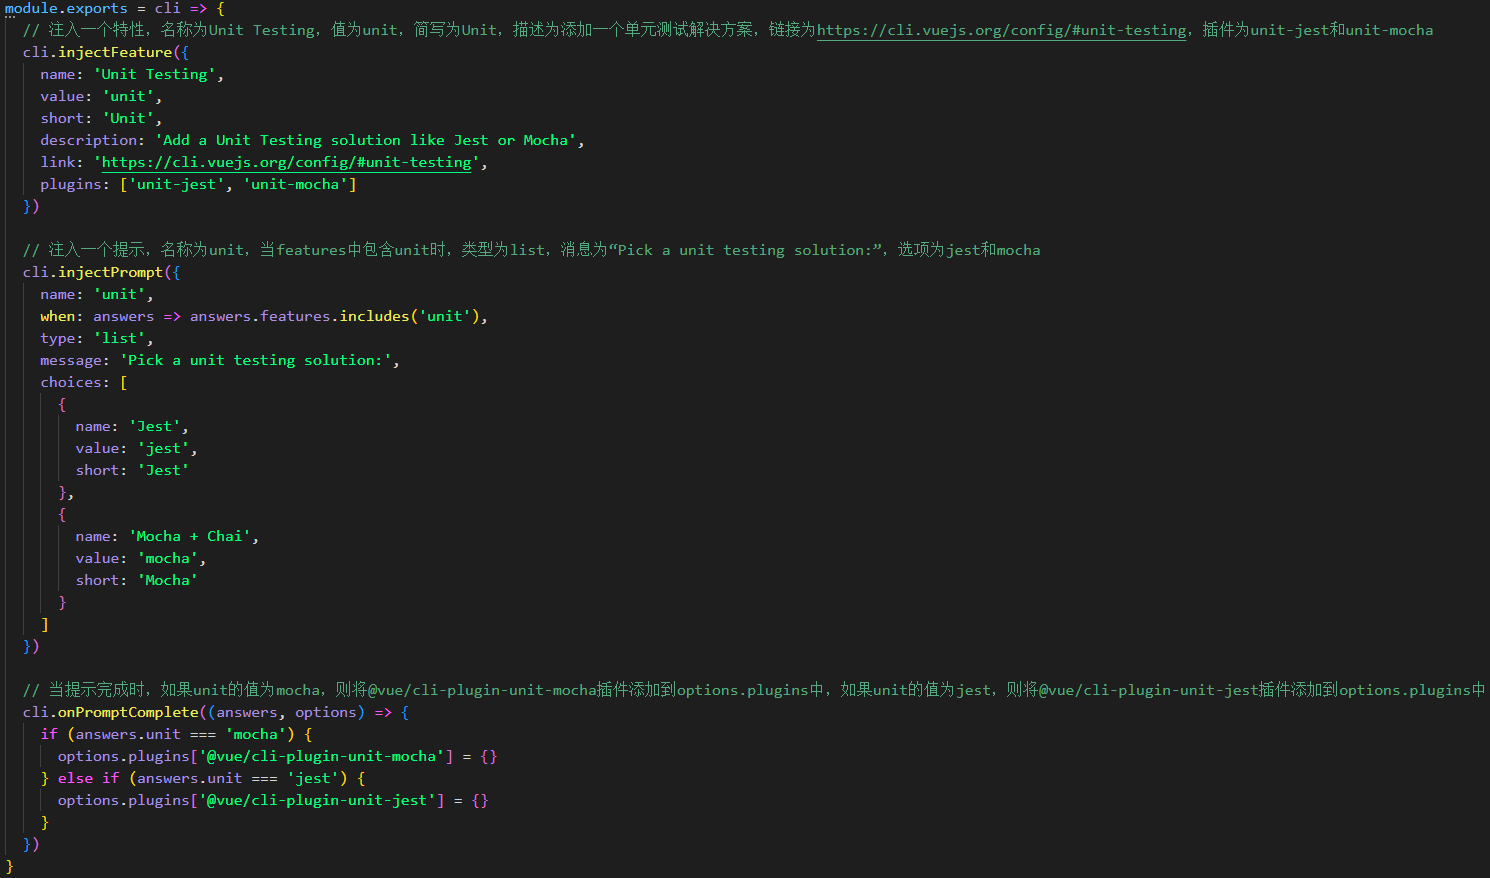 module.exports = cli => {
  // 注入一个特性，名称为Unit Testing，值为unit，简写为Unit，描述为添加一个单元测试解决方案，链接为https://cli.vuejs.org/config/#unit-testing，插件为unit-jest和unit-mocha
  cli.injectFeature({
    name: 'Unit Testing',
    value: 'unit',
    short: 'Unit',
    description: 'Add a Unit Testing solution like Jest or Mocha',
    link: 'https://cli.vuejs.org/config/#unit-testing',
    plugins: ['unit-jest', 'unit-mocha']
  })
  // 注入一个提示，名称为unit，当features中包含unit时，类型为list，消息为“Pick a unit testing solution:”，选项为jest和mocha
  cli.injectPrompt({
    name: 'unit',
    when: answers => answers.features.includes('unit'),
    type: 'list',
    message: 'Pick a unit testing solution:',
    choices: [
      {
        name: 'Jest',
        value: 'jest',
        short: 'Jest'
      },
      {
        name: 'Mocha + Chai',
        value: 'mocha',
        short: 'Mocha'
      }
    ]
  })
  // 当提示完成时，如果unit的值为mocha，则将@vue/cli-plugin-unit-mocha插件添加到options.plugins中，如果unit的值为jest，则将@vue/cli-plugin-unit-jest插件添加到options.plugins中
  cli.onPromptComplete((answers, options) => {
    if (answers.unit === 'mocha') {
      options.plugins['@vue/cli-plugin-unit-mocha'] = {}
    } else if (answers.unit === 'jest') {
      options.plugins['@vue/cli-plugin-unit-jest'] = {}
    }
  })
}